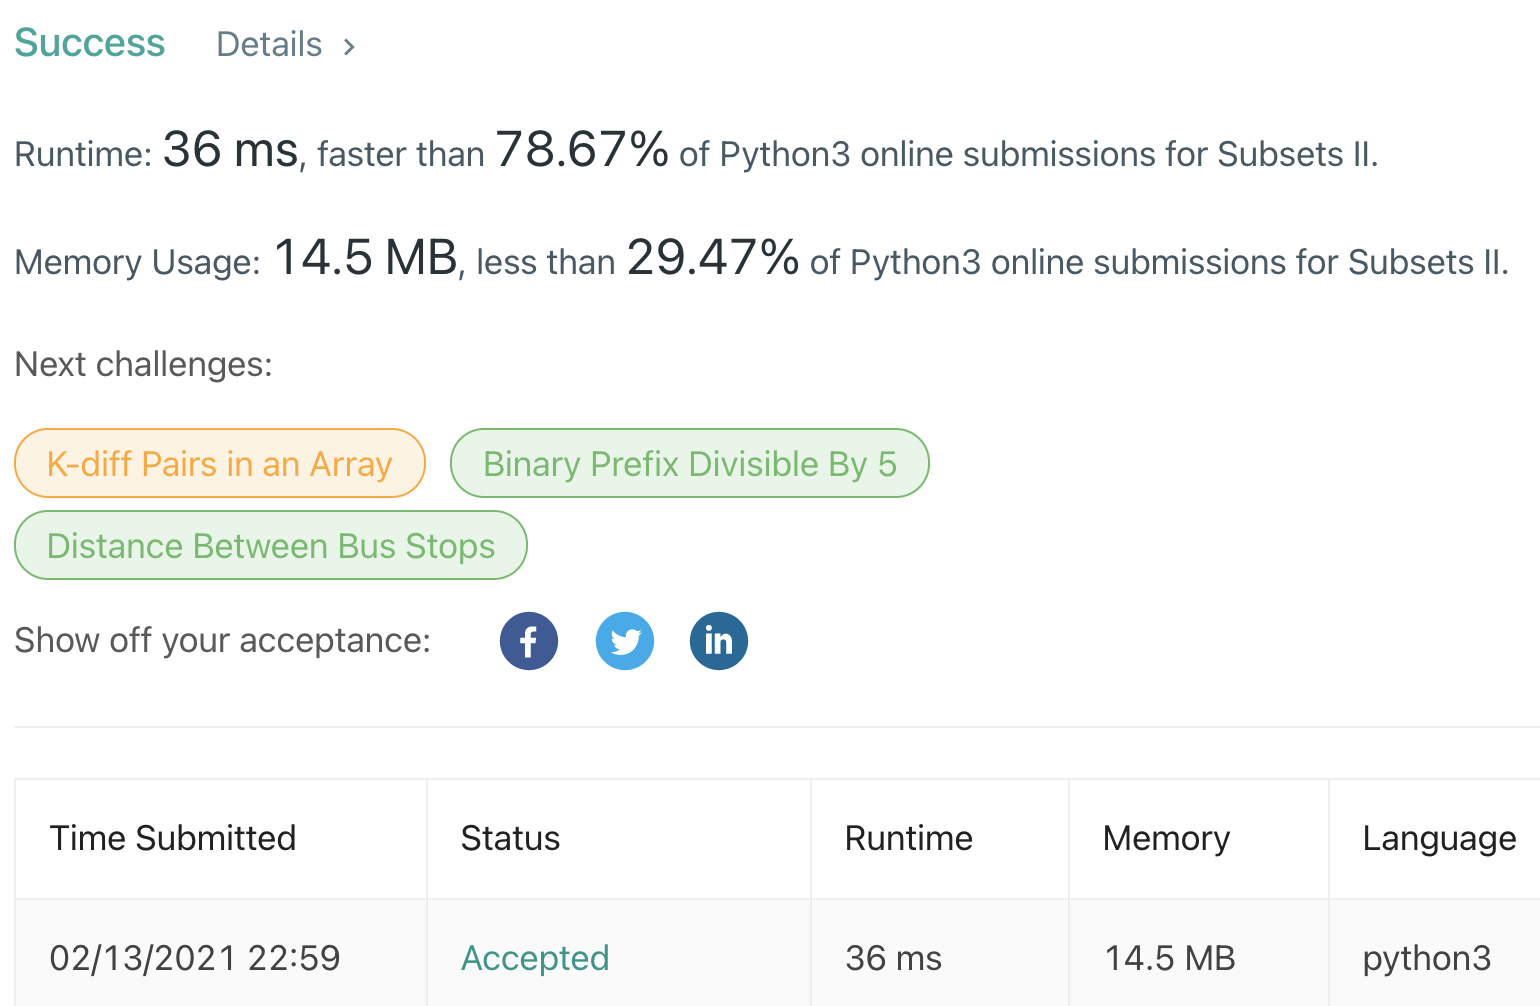 Success Details >
Runtime: 36 ms, faster than 78.67% of Python3 online submissions for Subsets II.
Memory Usage: 14.5 MB, less than 29.47% of Python3 online submissions for Subsets II.
Next challenges:
K-diff Pairs in an Array Binary Prefix Divisible By 5
Distance Between Bus Stops
Show off your acceptance: f in
Time Submitted Status Runtime Memory Language
02/13/2021 22:59 Accepted 36 ms 14.5 MB python3